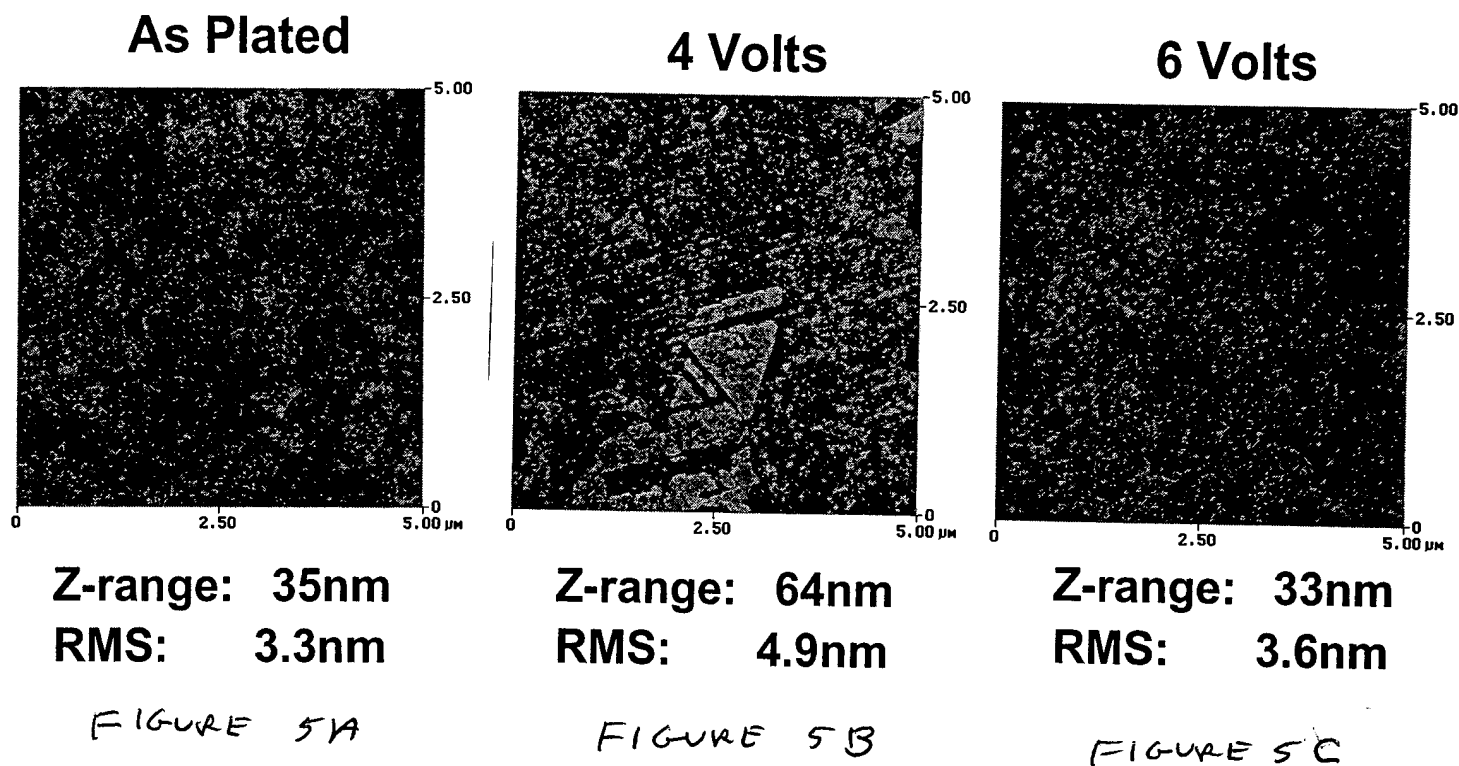 As Plated
5.00
2.50
0
0 2.50 5.00 µM
Z-range: 35nm
RMS: 3.3nm
FIGURE 5A
4 Volts
5.00
2.50
0
0 2.50 5.00 µM
Z-range: 64nm
RMS: 4.9nm
FIGURE 5B
6 Volts
5.00
2.50
0
0 2.50 5.00 µM
Z-range: 33nm
RMS: 3.6nm
FIGURE 5C